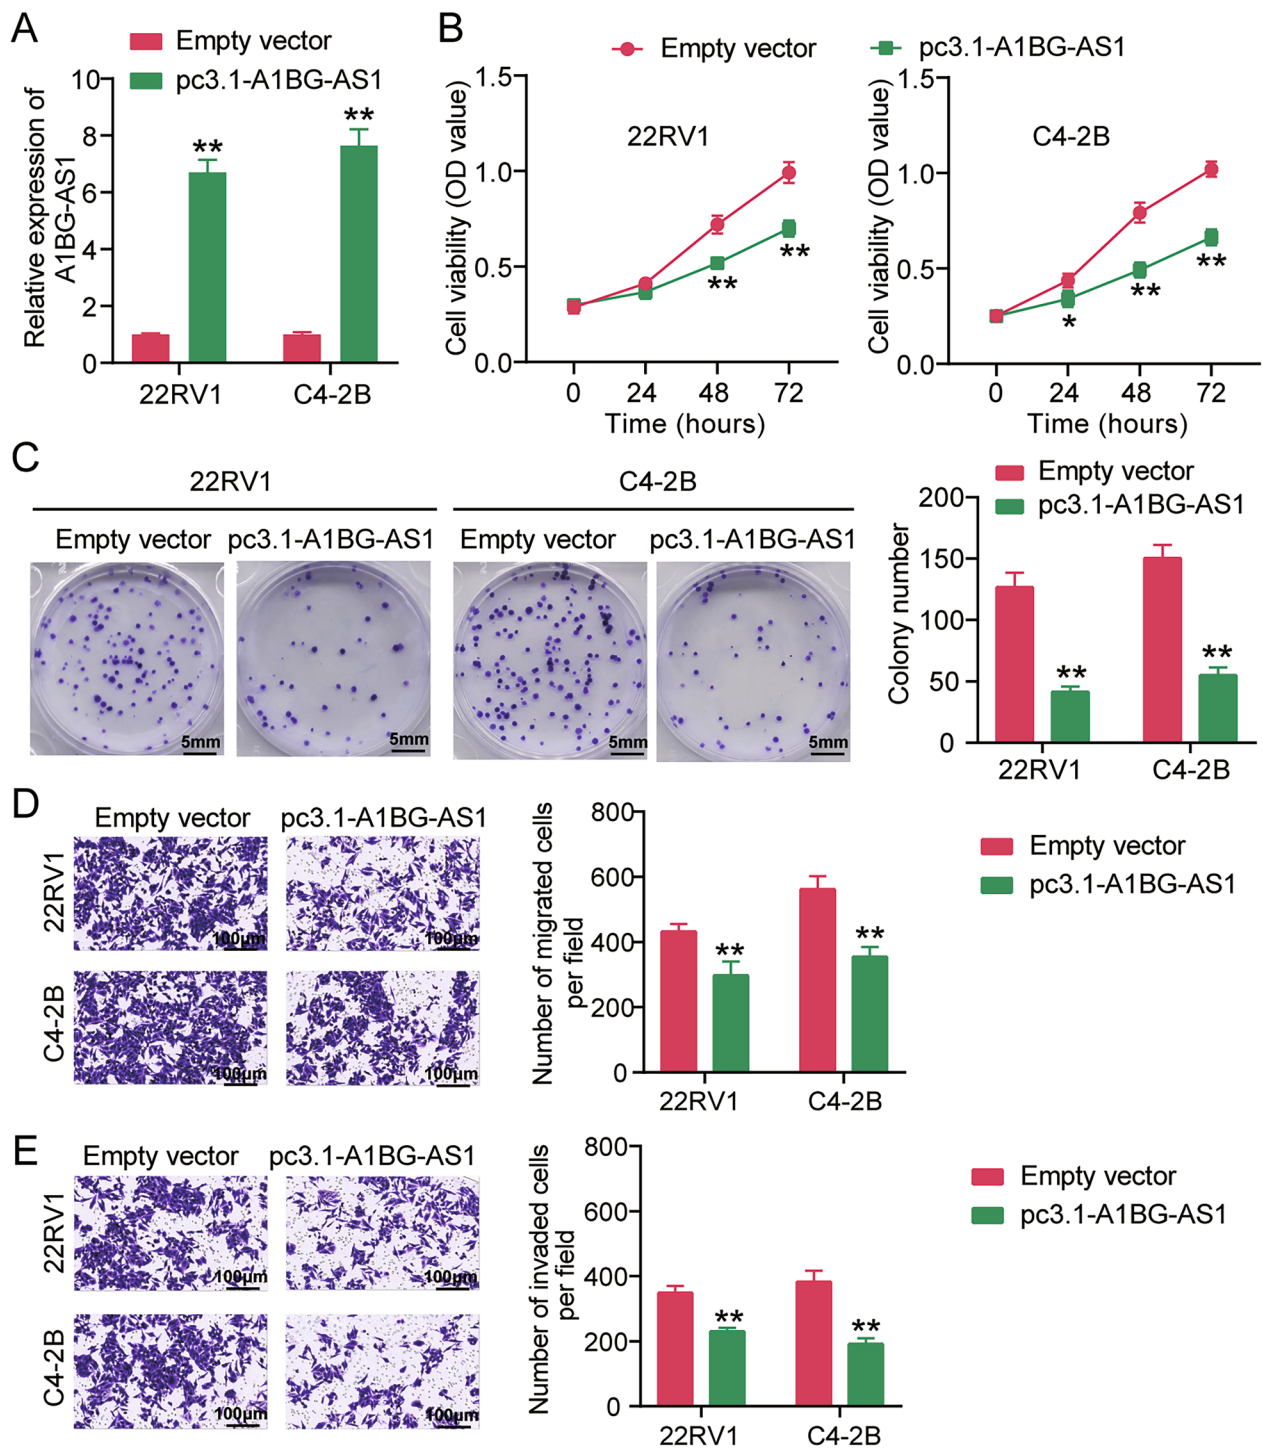 A
Empty vector
pc3.1-A1BG-AS1
Relative expression of
A1BG-AS1
10
8
6
4
2
0
**
**
22RV1
C4-2B
B
Empty vector
pc3.1-A1BG-AS1
Cell viability (OD value)
1.5
1.0
0.5
0.0
22RV1
**
**
0
24
48
72
Time (hours)
Cell viability (OD value)
1.5
1.0
0.5
0.0
C4-2B
*
**
**
0
24
48
72
Time (hours)
C
22RV1
C4-2B
Empty vector
pc3.1-A1BG-AS1
Empty vector
pc3.1-A1BG-AS1
5mm
5mm
5mm
5mm
Empty vector
pc3.1-A1BG-AS1
Colony number
200
150
100
50
0
**
**
22RV1
C4-2B
D
Empty vector
pc3.1-A1BG-AS1
22RV1
100μm
100μm
C4-2B
100μm
100μm
Number of migrated cells
per field
800
600
400
200
0
**
**
22RV1
C4-2B
Empty vector
pc3.1-A1BG-AS1
E
Empty vector
pc3.1-A1BG-AS1
22RV1
100μm
100μm
C4-2B
100μm
100μm
Number of invaded cells
per field
800
600
400
200
0
**
**
22RV1
C4-2B
Empty vector
pc3.1-A1BG-AS1